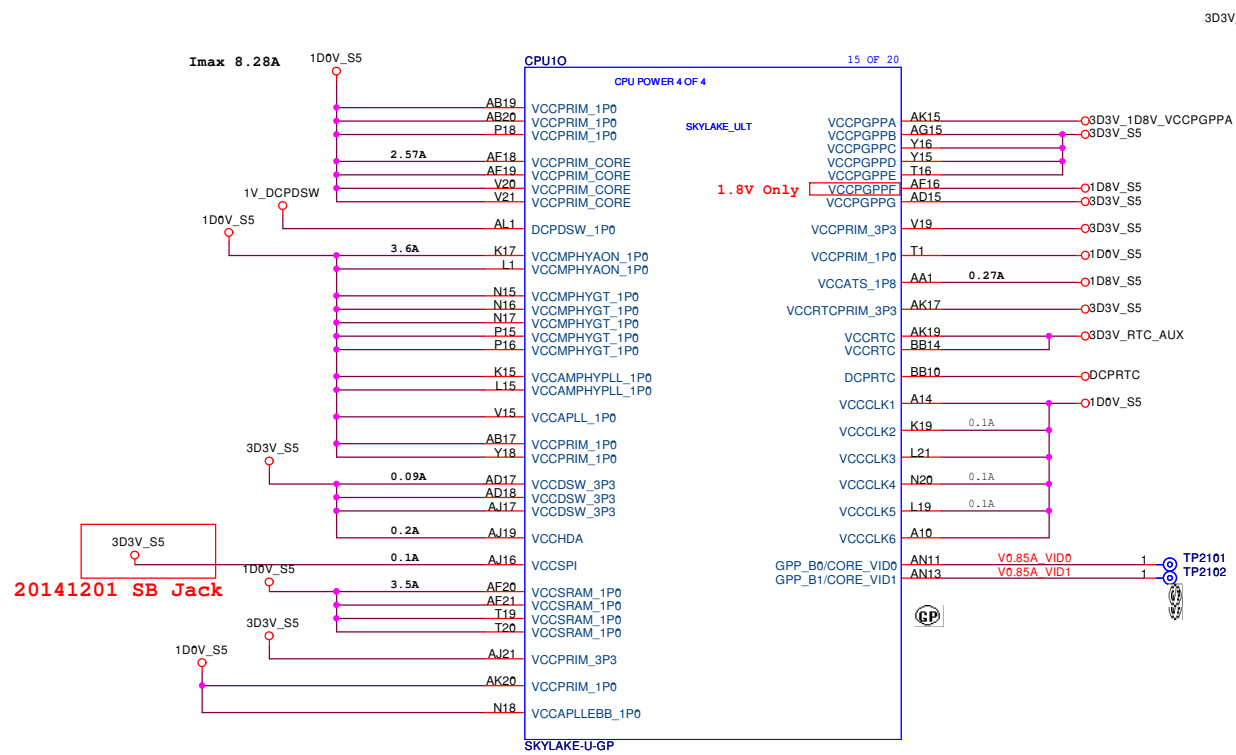 3D3V
Imax 8.28A
1D0V_S5
CPU1O
15 OF 20
CPU POWER 4 OF 4
SKYLAKE_ULT
AB19 VCCPRIM_1P0
AB20 VCCPRIM_1P0
P18 VCCPRIM_1P0
2.57A AF18 VCCPRIM_CORE
AF19 VCCPRIM_CORE
V20 VCCPRIM_CORE
V21 VCCPRIM_CORE
1V_DCPDSW
AL1 DCPDSW_1P0
1D0V_S5
3.6A K17 VCCMPHYAON_1P0
L1 VCCMPHYAON_1P0
N15 VCCMPHYGT_1P0
N16 VCCMPHYGT_1P0
N17 VCCMPHYGT_1P0
P15 VCCMPHYGT_1P0
P16 VCCMPHYGT_1P0
K15 VCCAMPHYPLL_1P0
L15 VCCAMPHYPLL_1P0
V15 VCCAPLL_1P0
AB17 VCCPRIM_1P0
Y18 VCCPRIM_1P0
3D3V_S5
0.09A AD17 VCCDSW_3P3
AD18 VCCDSW_3P3
AJ17 VCCDSW_3P3
0.2A AJ19 VCCHDA
3D3V_S5
0.1A AJ16 VCCSPI
20141201 SB Jack
1D0V_S5
3.5A AF20 VCCSRAM_1P0
AF21 VCCSRAM_1P0
T19 VCCSRAM_1P0
T20 VCCSRAM_1P0
3D3V_S5
AJ21 VCCPRIM_3P3
1D0V_S5
AK20 VCCPRIM_1P0
N18 VCCAPLLEBB_1P0
VCCPGPPA AK15 3D3V_1D8V_VCCPGPPA
VCCPGPPB AG15 3D3V_S5
VCCPGPPC Y16
VCCPGPPD Y15
VCCPGPPE T16
1.8V Only VCCPGPPF AF16 1D8V_S5
VCCPGPPG AD15 3D3V_S5
VCCPRIM_3P3 V19 3D3V_S5
VCCPRIM_1P0 T1 1D0V_S5
VCCATS_1P8 AA1 0.27A 1D8V_S5
VCCRTCPRIM_3P3 AK17 3D3V_S5
VCCRTC AK19 3D3V_RTC_AUX
VCCRTC BB14
DCPRTC BB10 DCPRTC
VCCCLK1 A14 1D0V_S5
VCCCLK2 K19 0.1A
VCCCLK3 L21
VCCCLK4 N20 0.1A
VCCCLK5 L19 0.1A
VCCCLK6 A10
GPP_B0/CORE_VID0 AN11 V0.85A_VID0 1 TP2101
GPP_B1/CORE_VID1 AN13 V0.85A_VID1 1 TP2102
GP
SKYLAKE-U-GP